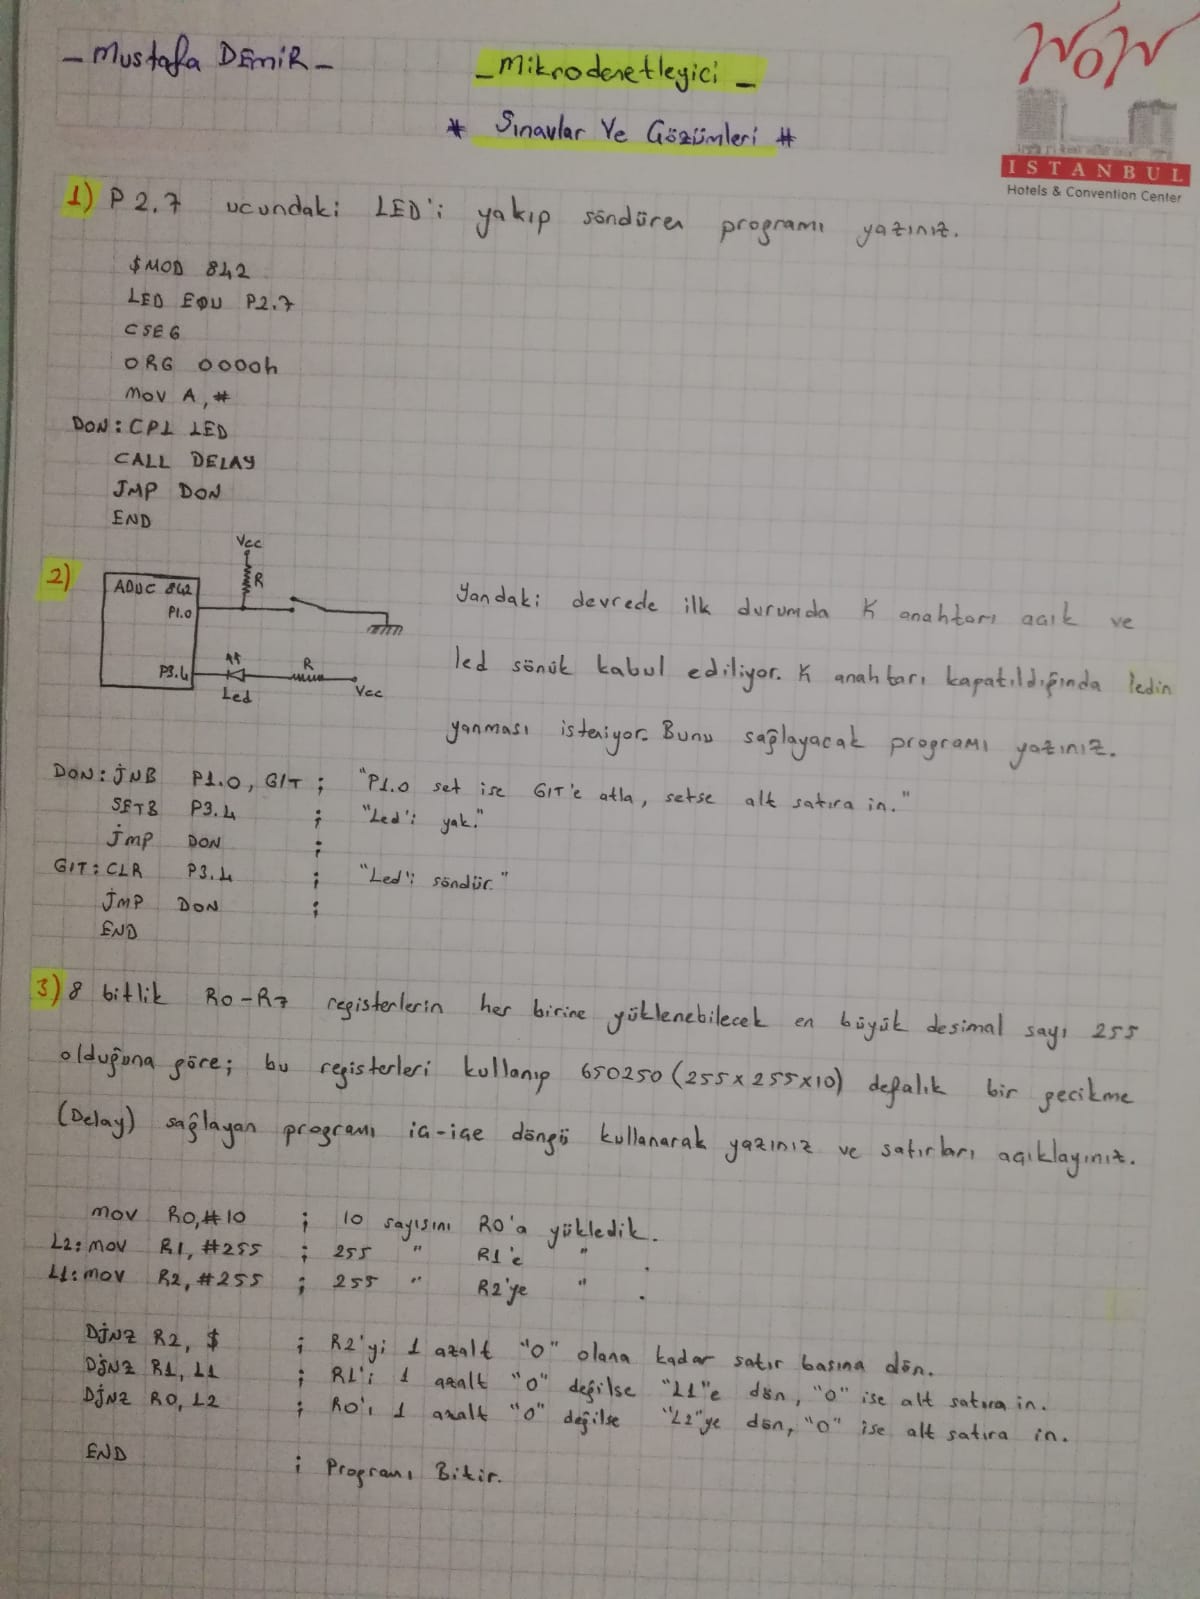 - Mustafa DEMİR -
- Mikrodenetleyici -
* Sınavlar Ve Çözümleri #
WOW
ISTANBUL
Hotels & Convention Center
1) P2.7 ucundaki LED'i yakıp söndüren programı yazınız.
$MOD 842
LED EQU P2.7
CSEG
ORG 0000h
MOV A,#
DON: CPL LED
CALL DELAY
JMP DON
END
2)
Vcc
R
ADUC 842
P1.0
P3.4
Led
R
Vcc
Yandaki devrede ilk durumda K anahtarı açık ve
led sönük kabul ediliyor. K anahtarı kapatıldığında ledin
yanması isteniyor. Bunu sağlayacak programı yazınız.
DON: JNB P1.0, GIT ; "P1.0 set ise GIT'e atla, setse alt satıra in."
SETB P3.4 ; "Led'i yak."
jmp DON ;
GIT: CLR P3.4 ; "Led'i söndür."
jmp DON ;
END
3) 8 bitlik R0-R7 registerlerin her birine yüklenebilecek en büyük desimal sayı 255
olduğuna göre; bu registerleri kullanıp 650250 (255x255x10) defalık bir gecikme
(Delay) sağlayan programı iç-içe döngü kullanarak yazınız ve satırları açıklayınız.
mov R0,#10 ; 10 sayısını R0'a yükledik.
L2: mov R1, #255 ; 255 " R1'e " .
L1: mov R2, #255 ; 255 " R2'ye " .
DJNZ R2, $ ; R2'yi 1 azalt "0" olana kadar satır başına dön.
DJNZ R1, L1 ; R1'i 1 azalt "0" değilse "L1"e dön, "0" ise alt satıra in.
DJNZ R0, L2 ; R0'ı 1 azalt "0" değilse "L2"ye dön, "0" ise alt satıra in.
END ; Programı Bitir.